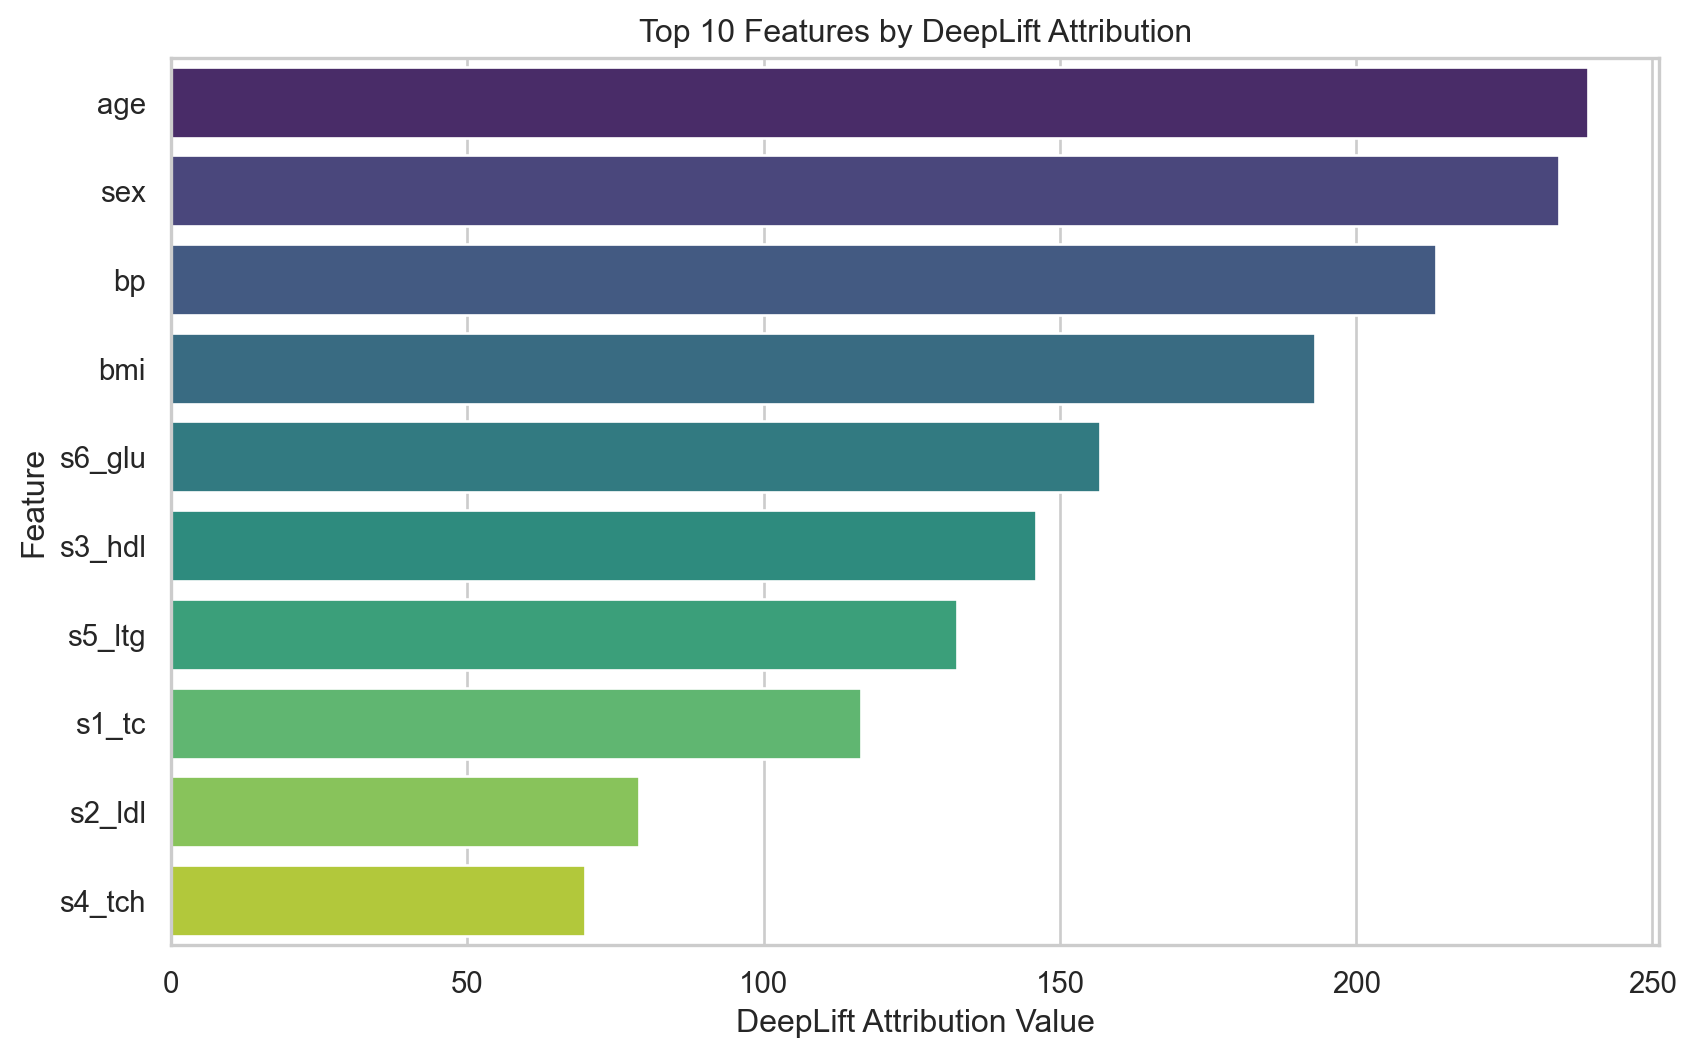 Top 10 Features by DeepLift Attribution
age
sex
bp
bmi
s6_glu
s3_hdl
s5_ltg
s1_tc
s2_ldl
s4_tch
Feature
0 50 100 150 200 250
DeepLift Attribution Value